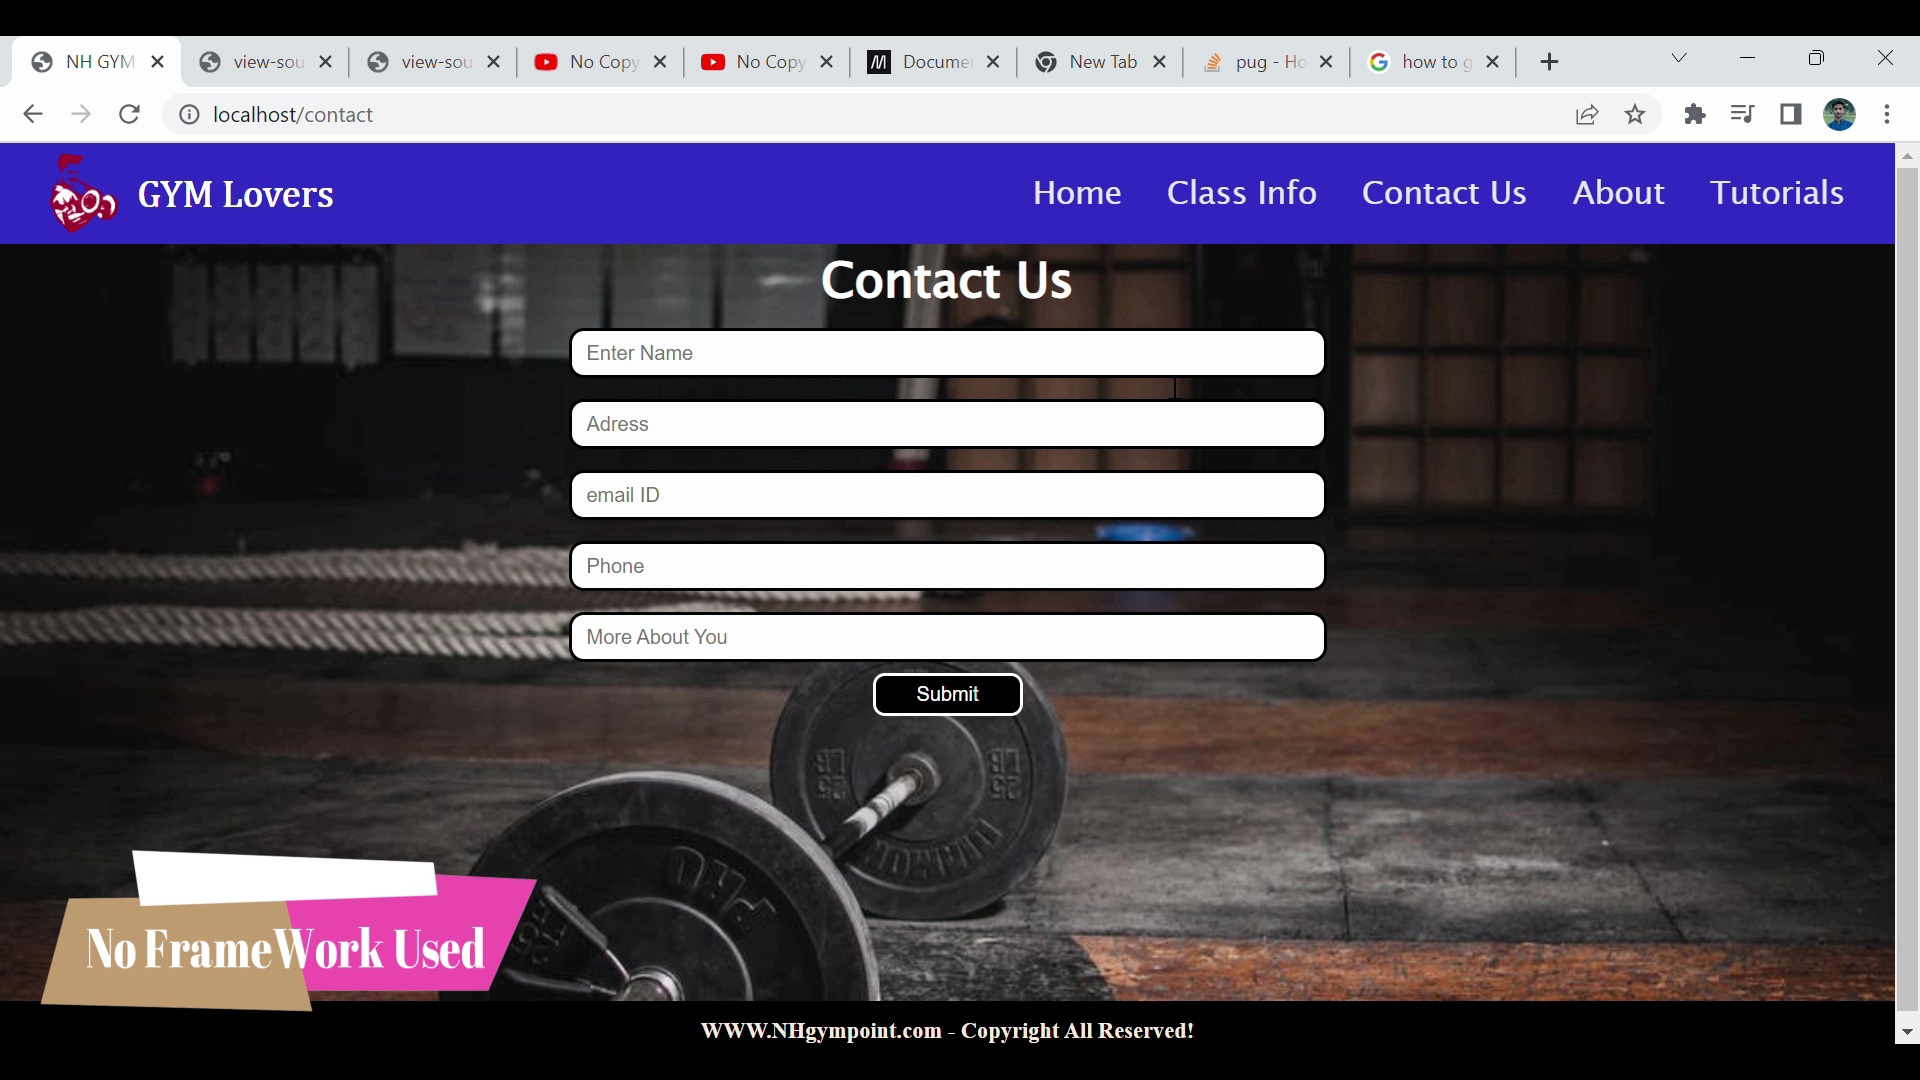 NH GYM
view-sou
view-sou
No Copy
No Copy
Docume
New Tab
pug - Ho
how to g
localhost/contact
GYM Lovers
Home Class Info Contact Us About Tutorials
Contact Us
Enter Name
Adress
email ID
Phone
More About You
Submit
No FrameWork Used
WWW.NHgympoint.com - Copyright All Reserved!